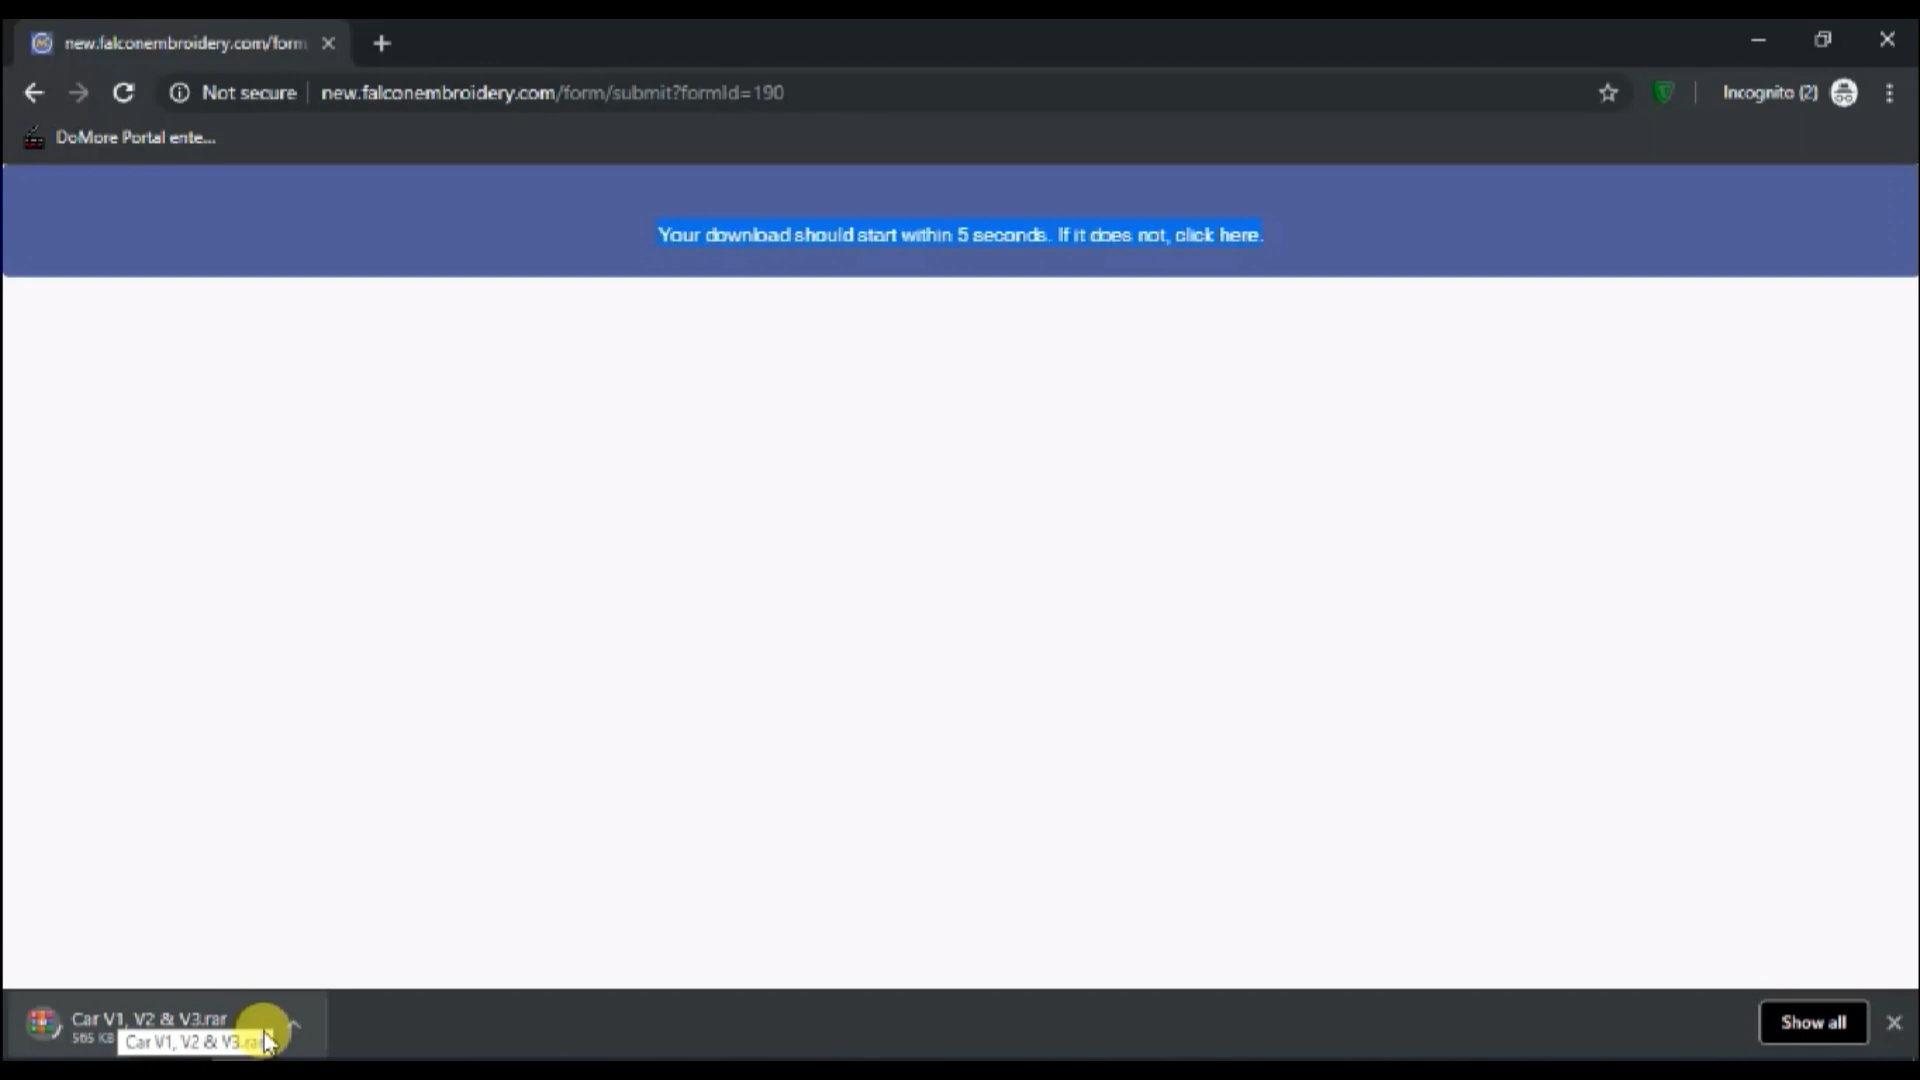 new.falconembroidery.com/form
Not secure
new.falconembroidery.com/form/submit?formId=190
Incognito (2)
DoMore Portal ente...
Your download should start within 5 seconds. If it does not, click here.
Car V1, V2 & V3.rar
565 KB
Car V1, V2 & V3.rar
Show all